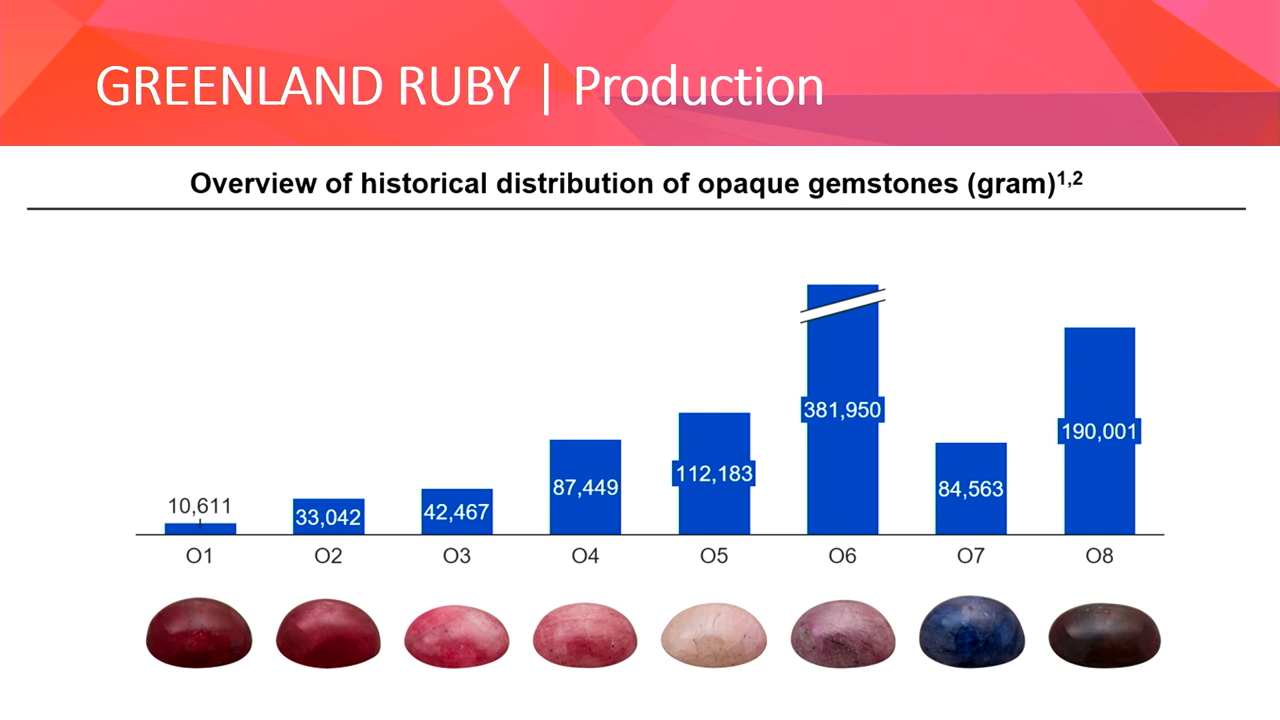 GREENLAND RUBY | Production
Overview of historical distribution of opaque gemstones (gram)1,2
10,611
33,042
42,467
87,449
112,183
381,950
84,563
190,001
O1 O2 O3 O4 O5 O6 O7 O8